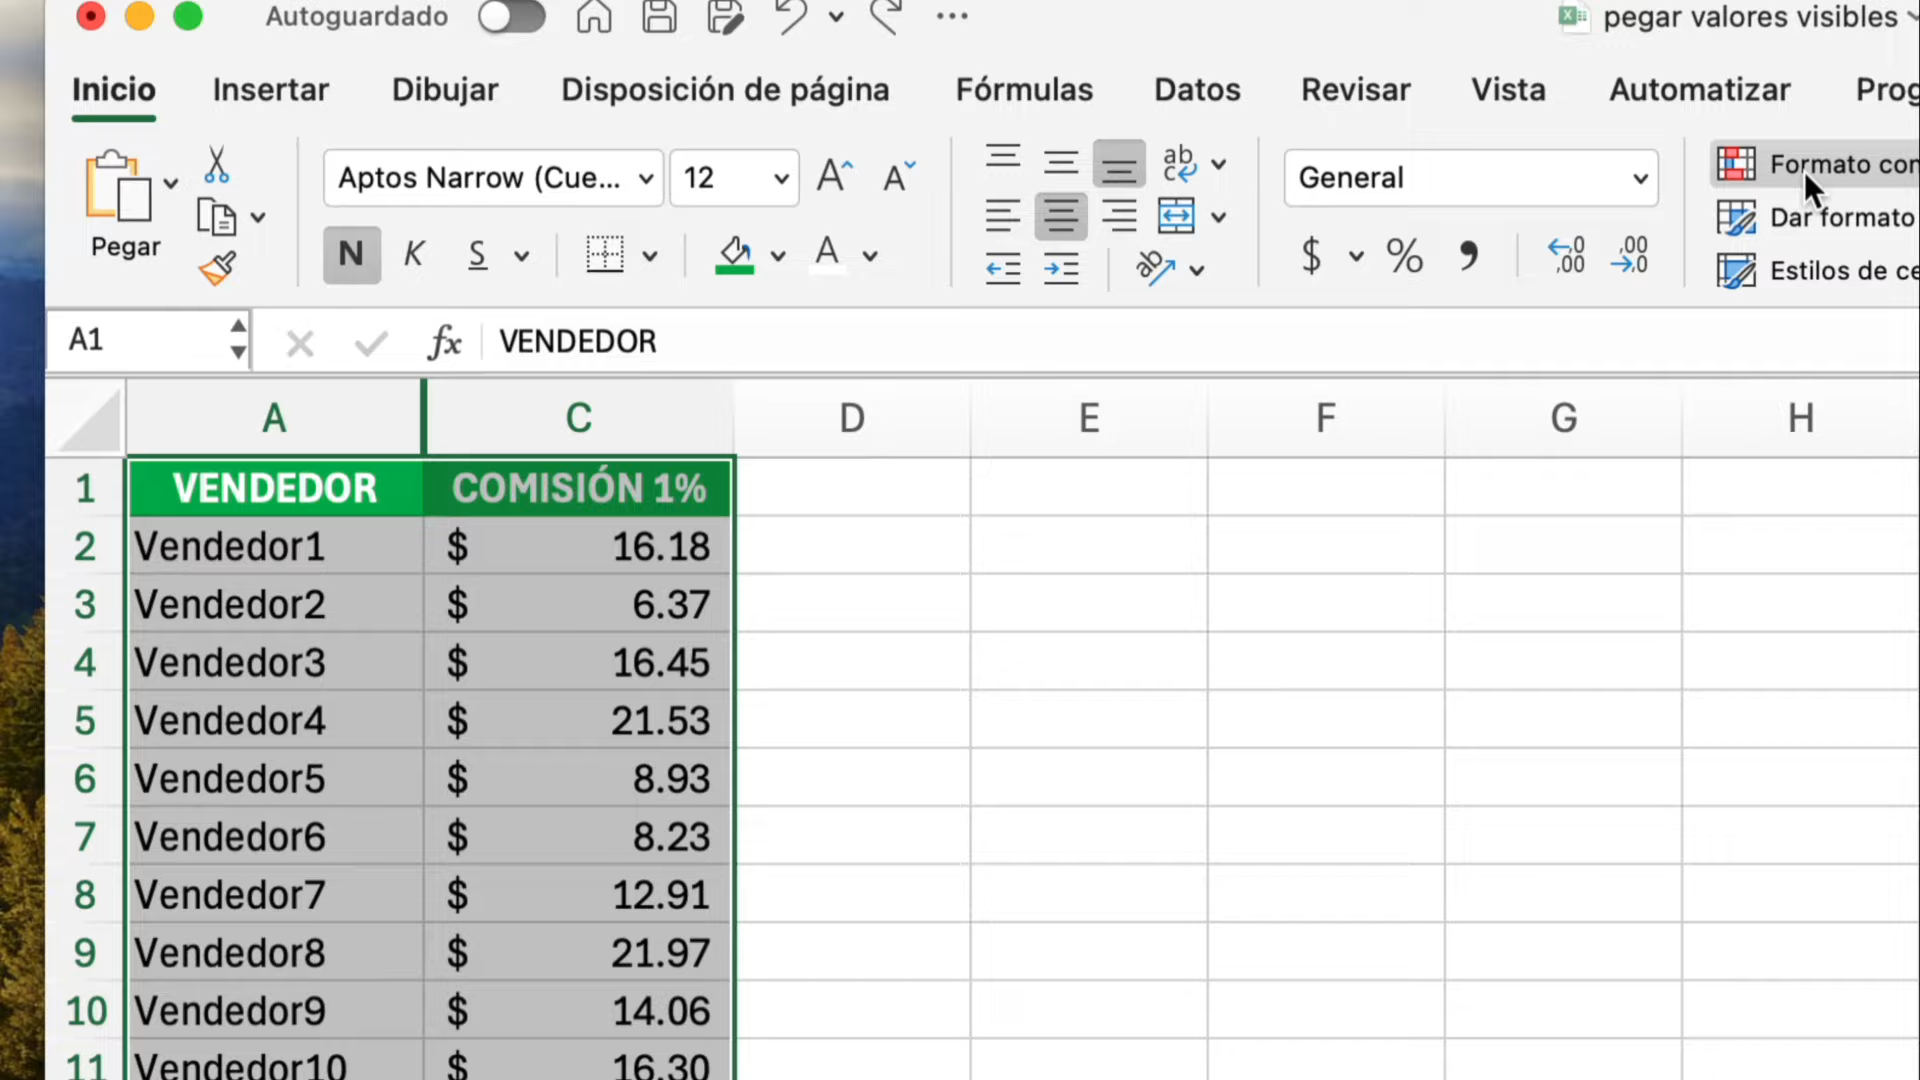 Autoguardado
pegar valores visibles
Inicio Insertar Dibujar Disposición de página Fórmulas Datos Revisar Vista Automatizar Prog
Pegar
Aptos Narrow (Cue... 12
General
Formato con
Dar formato
Estilos de ce
N K S
A1 fx VENDEDOR
A C D E F G H
1 VENDEDOR COMISIÓN 1%
2 Vendedor1 $ 16.18
3 Vendedor2 $ 6.37
4 Vendedor3 $ 16.45
5 Vendedor4 $ 21.53
6 Vendedor5 $ 8.93
7 Vendedor6 $ 8.23
8 Vendedor7 $ 12.91
9 Vendedor8 $ 21.97
10 Vendedor9 $ 14.06
11 Vendedor10 $ 16.30